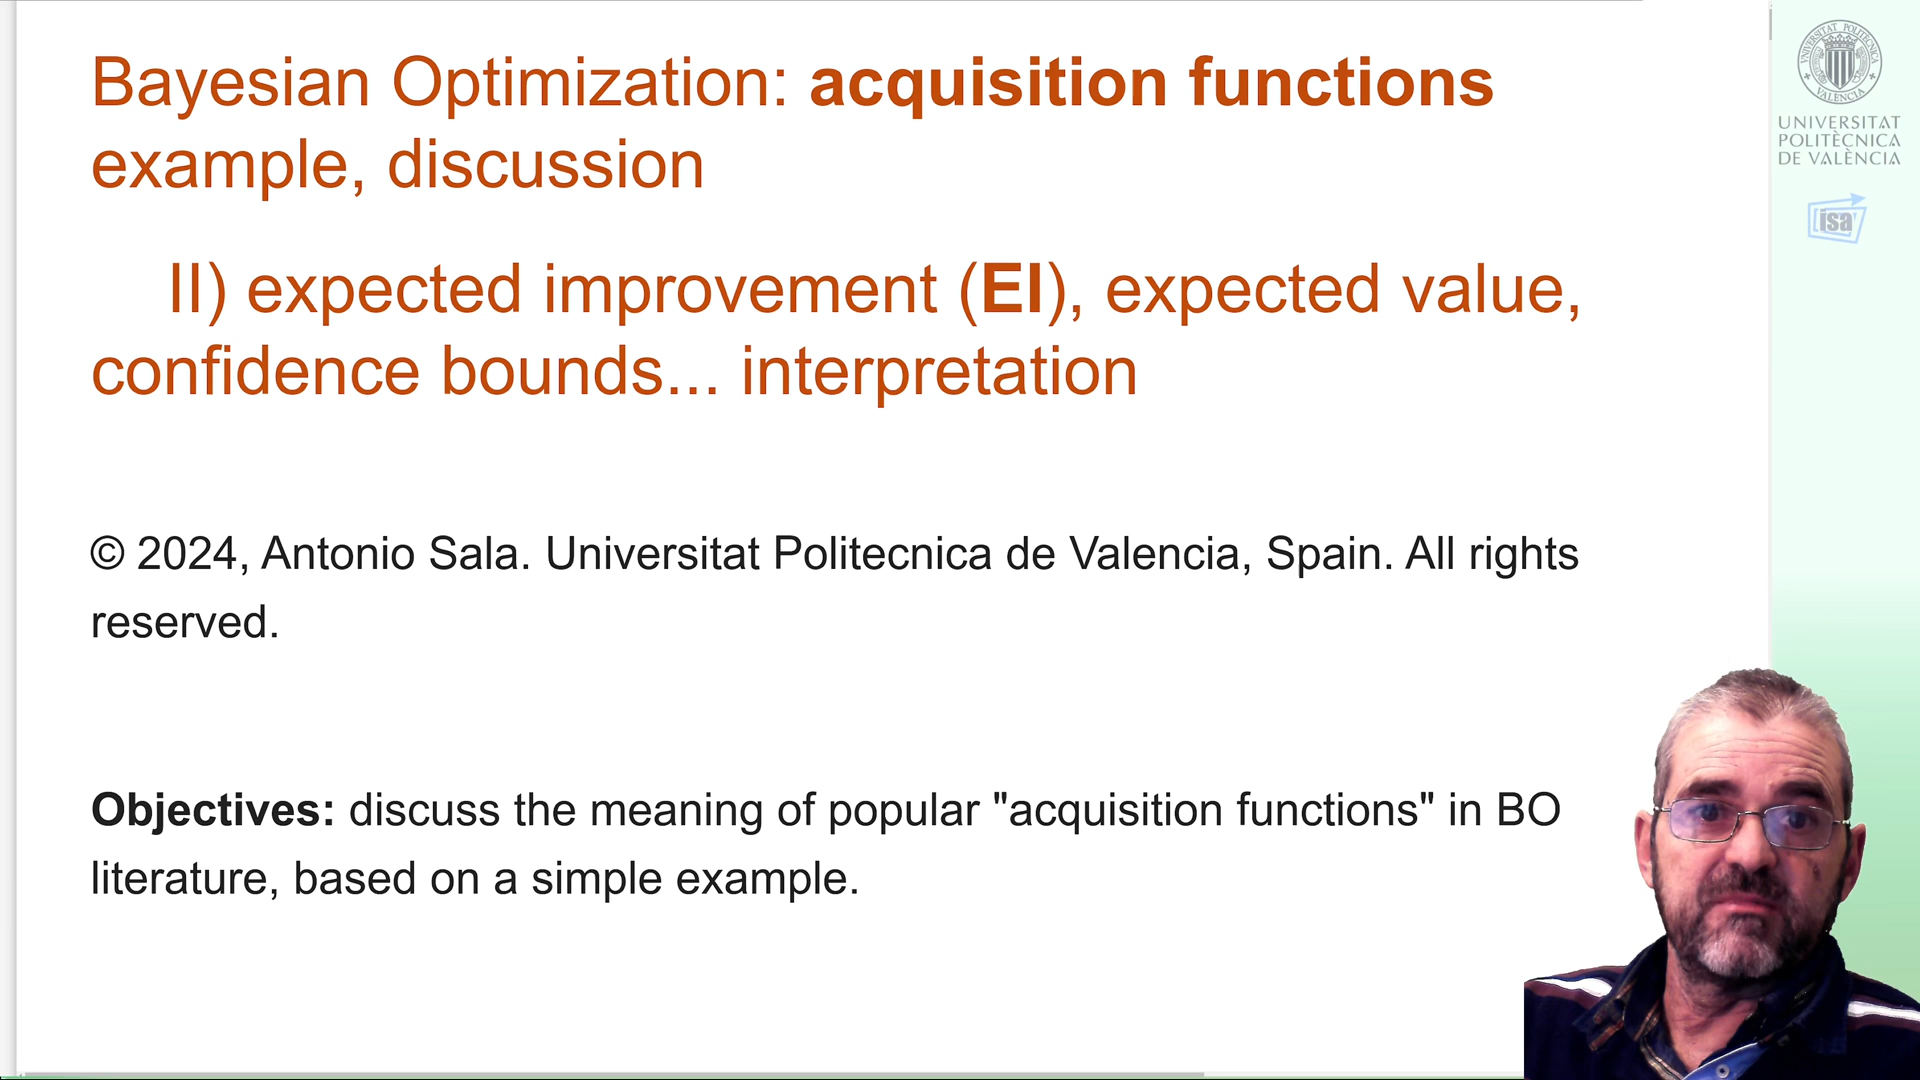 Bayesian Optimization: acquisition functions
example, discussion
II) expected improvement (EI), expected value,
confidence bounds... interpretation
© 2024, Antonio Sala. Universitat Politecnica de Valencia, Spain. All rights
reserved.
Objectives: discuss the meaning of popular "acquisition functions" in BO
literature, based on a simple example.
UNIVERSITAT
POLITÈCNICA
DE VALÈNCIA
isa